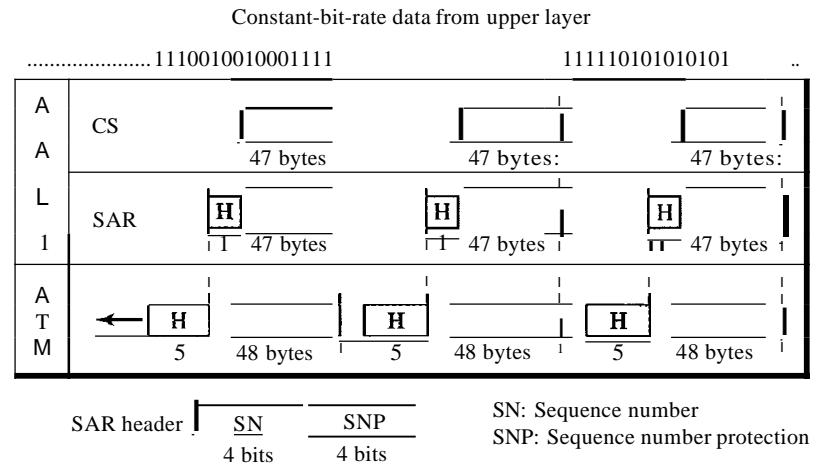 Constant-bit-rate data from upper layer
...................... 1110010010001111 111110101010101 ..
A A L 1
CS
47 bytes 47 bytes: 47 bytes:
SAR
H H H
1 47 bytes 1 47 bytes 47 bytes
A T M
H H H
5 48 bytes 5 48 bytes 5 48 bytes
SAR header SN SNP
4 bits 4 bits
SN: Sequence number
SNP: Sequence number protection